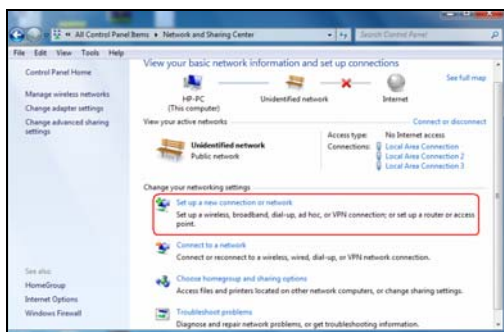 « All Control Panel Items ▸ Network and Sharing Center
Search Control Panel
File Edit View Tools Help
Control Panel Home
Manage wireless networks
Change adapter settings
Change advanced sharing
settings
See also
HomeGroup
Internet Options
Windows Firewall
View your basic network information and set up connections
See full map
HP-PC
(This computer)
Unidentified network
Internet
View your active networks
Connect or disconnect
Unidentified network
Public network
Access type: No Internet access
Connections: Local Area Connection
Local Area Connection 2
Local Area Connection 3
Change your networking settings
Set up a new connection or network
Set up a wireless, broadband, dial-up, ad hoc, or VPN connection; or set up a router or access
point.
Connect to a network
Connect or reconnect to a wireless, wired, dial-up, or VPN network connection.
Choose homegroup and sharing options
Access files and printers located on other network computers, or change sharing settings.
Troubleshoot problems
Diagnose and repair network problems, or get troubleshooting information.